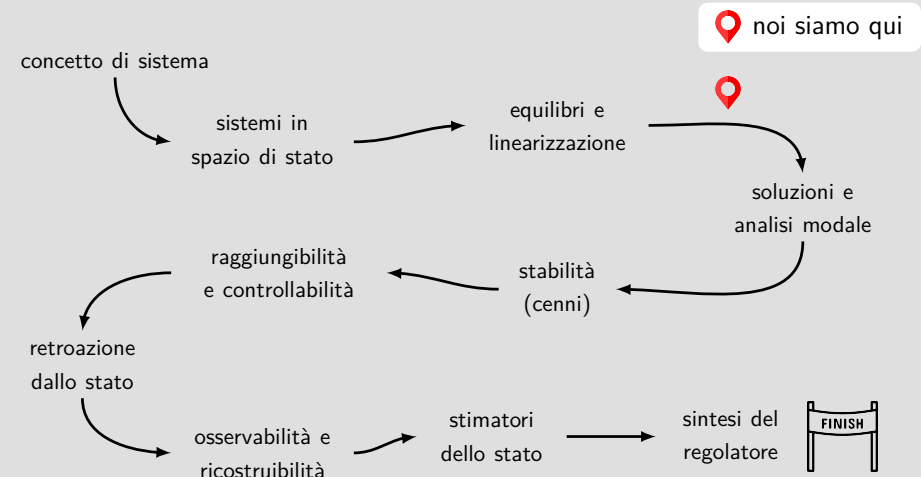 noi siamo qui
concetto di sistema
sistemi in
spazio di stato
equilibri e
linearizzazione
soluzioni e
analisi modale
stabilità
(cenni)
raggiungibilità
e controllabilità
retroazione
dallo stato
osservabilità e
ricostruibilità
stimatori
dello stato
sintesi del
regolatore
FINISH